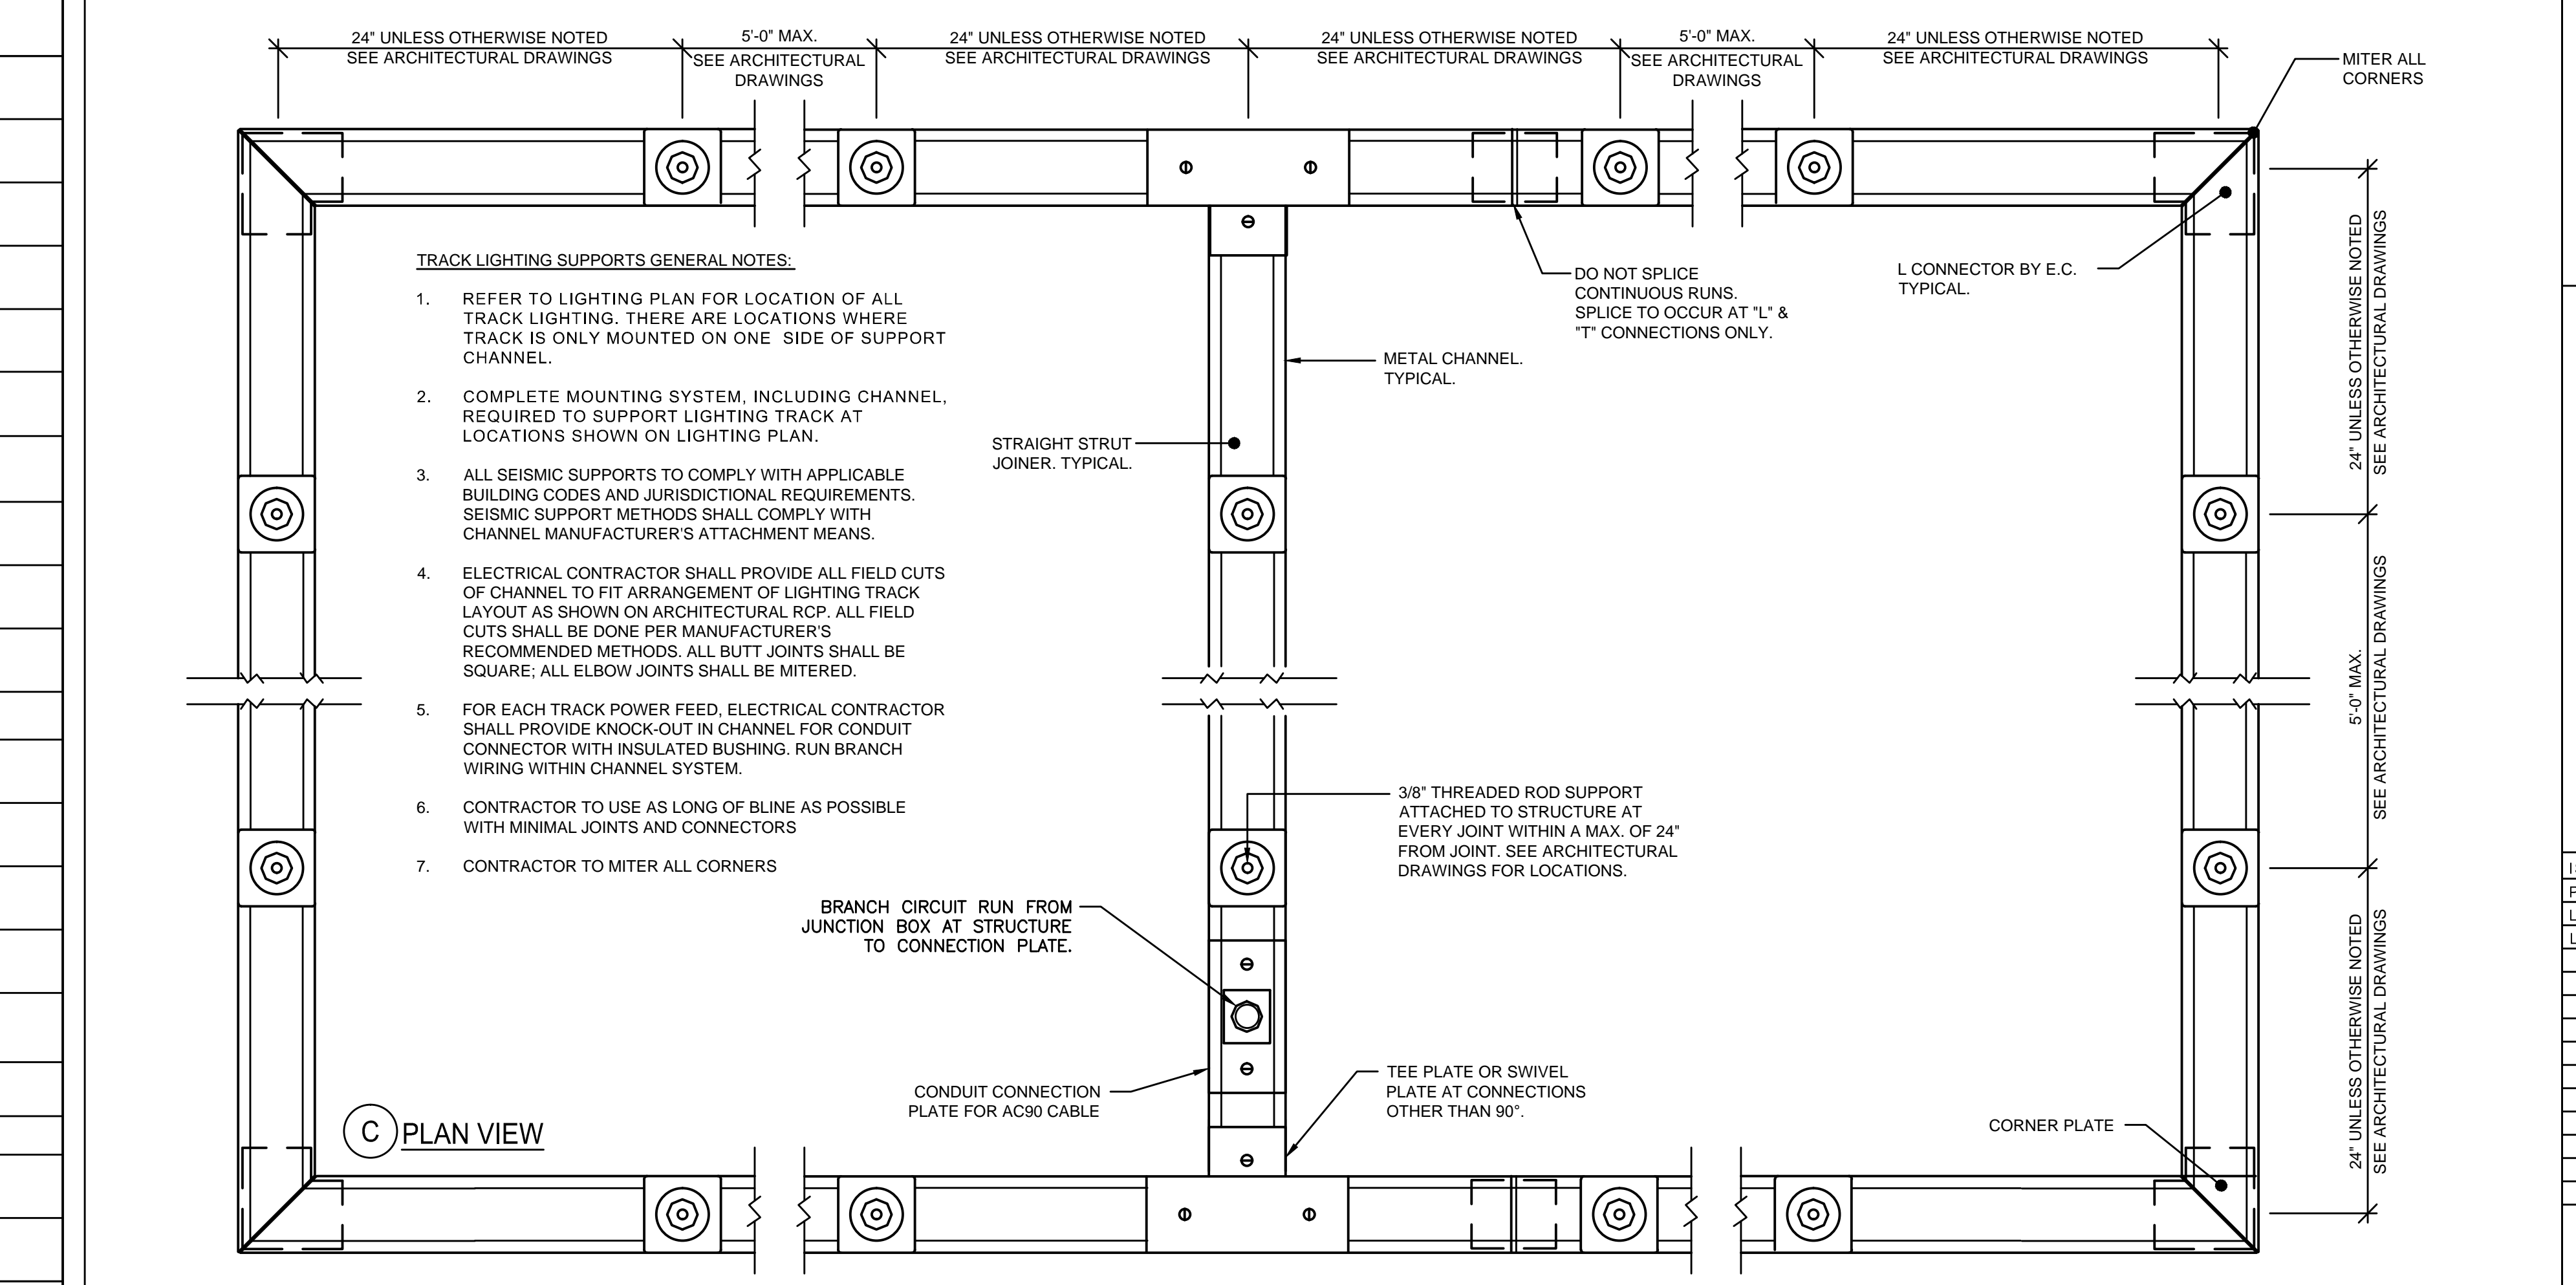 24" UNLESS OTHERWISE NOTED
SEE ARCHITECTURAL DRAWINGS
5'-0" MAX.
SEE ARCHITECTURAL
DRAWINGS
24" UNLESS OTHERWISE NOTED
SEE ARCHITECTURAL DRAWINGS
24" UNLESS OTHERWISE NOTED
SEE ARCHITECTURAL DRAWINGS
5'-0" MAX.
SEE ARCHITECTURAL
DRAWINGS
24" UNLESS OTHERWISE NOTED
SEE ARCHITECTURAL DRAWINGS
MITER ALL
CORNERS
TRACK LIGHTING SUPPORTS GENERAL NOTES:
1. REFER TO LIGHTING PLAN FOR LOCATION OF ALL
TRACK LIGHTING. THERE ARE LOCATIONS WHERE
TRACK IS ONLY MOUNTED ON ONE SIDE OF SUPPORT
CHANNEL.
2. COMPLETE MOUNTING SYSTEM, INCLUDING CHANNEL,
REQUIRED TO SUPPORT LIGHTING TRACK AT
LOCATIONS SHOWN ON LIGHTING PLAN.
3. ALL SEISMIC SUPPORTS TO COMPLY WITH APPLICABLE
BUILDING CODES AND JURISDICTIONAL REQUIREMENTS.
SEISMIC SUPPORT METHODS SHALL COMPLY WITH
CHANNEL MANUFACTURER'S ATTACHMENT MEANS.
4. ELECTRICAL CONTRACTOR SHALL PROVIDE ALL FIELD CUTS
OF CHANNEL TO FIT ARRANGEMENT OF LIGHTING TRACK
LAYOUT AS SHOWN ON ARCHITECTURAL RCP. ALL FIELD
CUTS SHALL BE DONE PER MANUFACTURER'S
RECOMMENDED METHODS. ALL BUTT JOINTS SHALL BE
SQUARE; ALL ELBOW JOINTS SHALL BE MITERED.
5. FOR EACH TRACK POWER FEED, ELECTRICAL CONTRACTOR
SHALL PROVIDE KNOCK-OUT IN CHANNEL FOR CONDUIT
CONNECTOR WITH INSULATED BUSHING. RUN BRANCH
WIRING WITHIN CHANNEL SYSTEM.
6. CONTRACTOR TO USE AS LONG OF BLINE AS POSSIBLE
WITH MINIMAL JOINTS AND CONNECTORS
7. CONTRACTOR TO MITER ALL CORNERS
DO NOT SPLICE
CONTINUOUS RUNS.
SPLICE TO OCCUR AT "L" &
"T" CONNECTIONS ONLY.
L CONNECTOR BY E.C.
TYPICAL.
METAL CHANNEL.
TYPICAL.
STRAIGHT STRUT
JOINER. TYPICAL.
24" UNLESS OTHERWISE NOTED
SEE ARCHITECTURAL DRAWINGS
5'-0" MAX.
SEE ARCHITECTURAL DRAWINGS
24" UNLESS OTHERWISE NOTED
SEE ARCHITECTURAL DRAWINGS
3/8" THREADED ROD SUPPORT
ATTACHED TO STRUCTURE AT
EVERY JOINT WITHIN A MAX. OF 24"
FROM JOINT. SEE ARCHITECTURAL
DRAWINGS FOR LOCATIONS.
BRANCH CIRCUIT RUN FROM
JUNCTION BOX AT STRUCTURE
TO CONNECTION PLATE.
CONDUIT CONNECTION
PLATE FOR AC90 CABLE
TEE PLATE OR SWIVEL
PLATE AT CONNECTIONS
OTHER THAN 90°.
CORNER PLATE
C PLAN VIEW